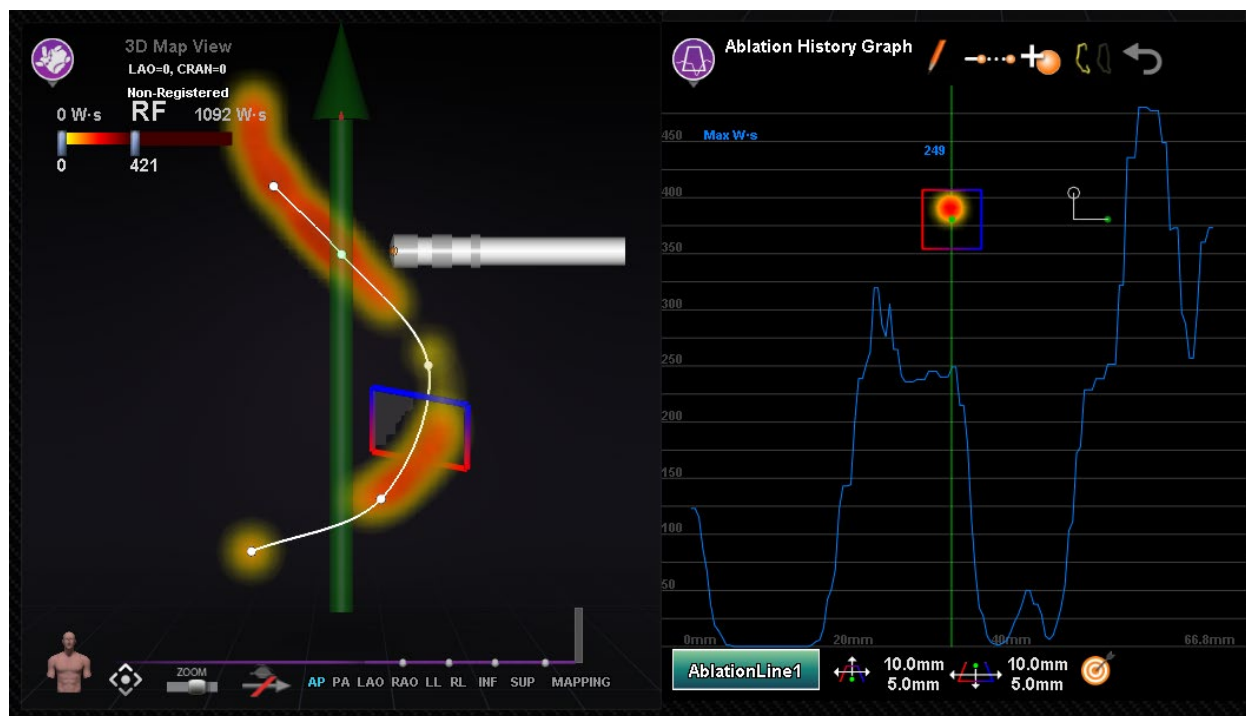 3D Map View
LAO=0, CRAN=0
Non-Registered
0 W·s RF 1092 W·s
0 421
ZOOM
AP PA LAO RAO LL RL INF SUP MAPPING
Ablation History Graph
Max W·s
249
450
400
350
300
250
200
150
100
50
0mm 20mm 40mm 66.8mm
AblationLine1
10.0mm 10.0mm
5.0mm 5.0mm